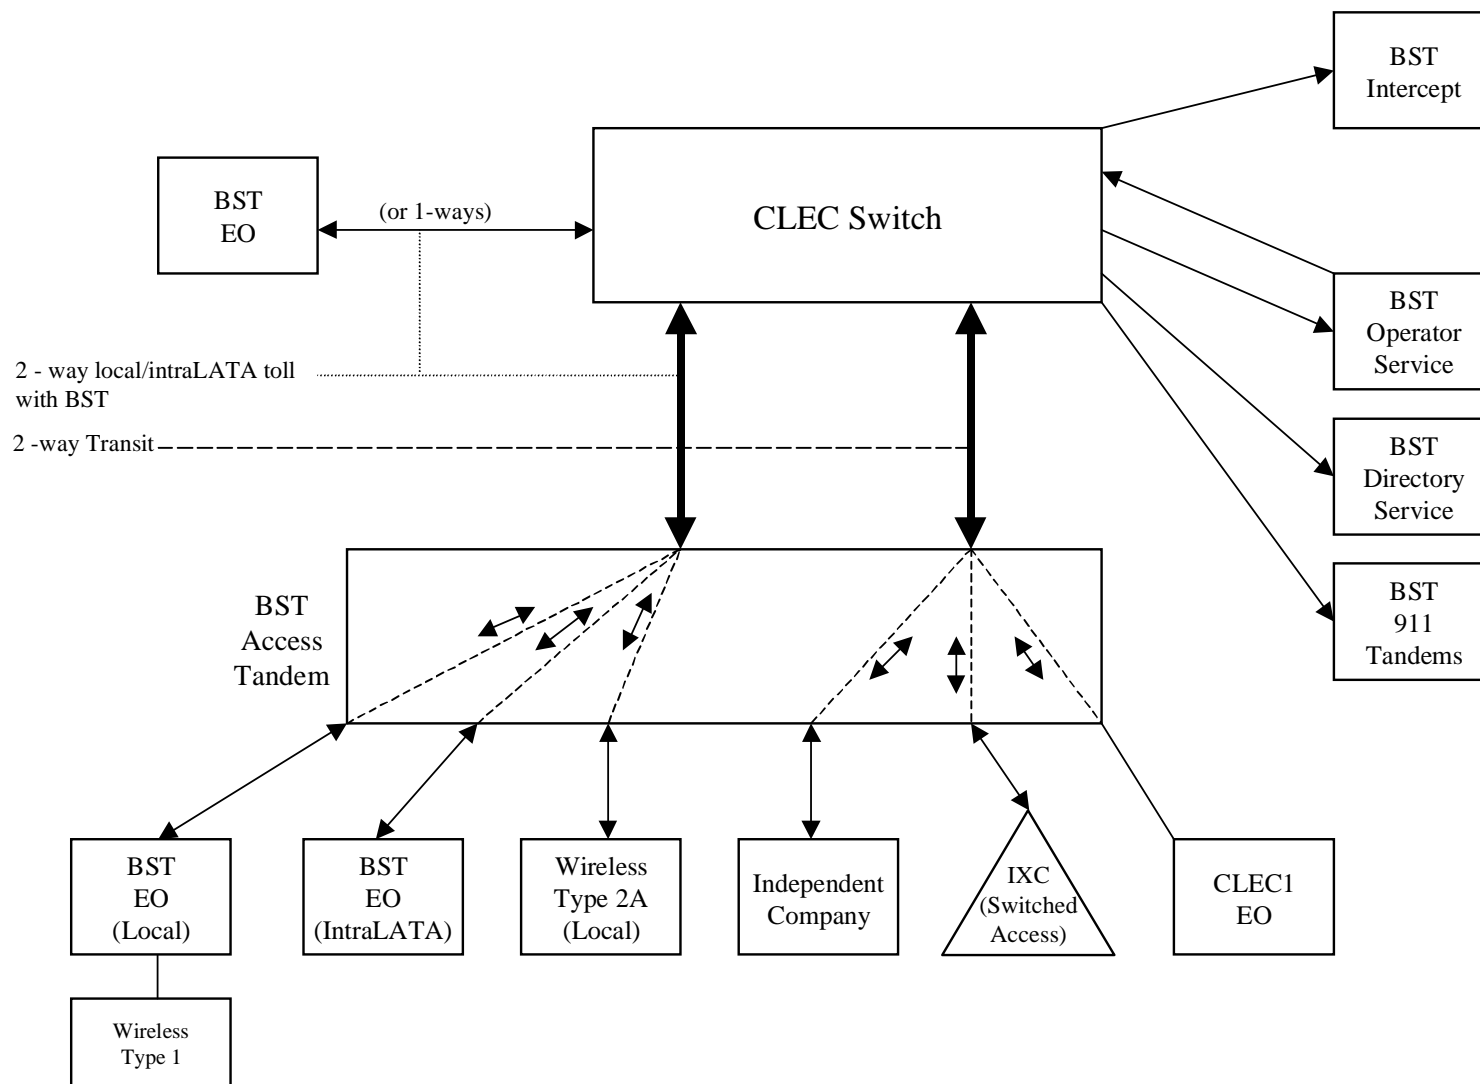 BST
Intercept
BST
EO
(or 1-ways)
CLEC Switch
BST
Operator
Service
2 - way local/intraLATA toll
with BST
2 -way Transit
BST
Directory
Service
BST
911
Tandems
BST
Access
Tandem
BST
EO
(Local)
BST
EO
(IntraLATA)
Wireless
Type 2A
(Local)
Independent
Company
IXC
(Switched
Access)
CLEC1
EO
Wireless
Type 1